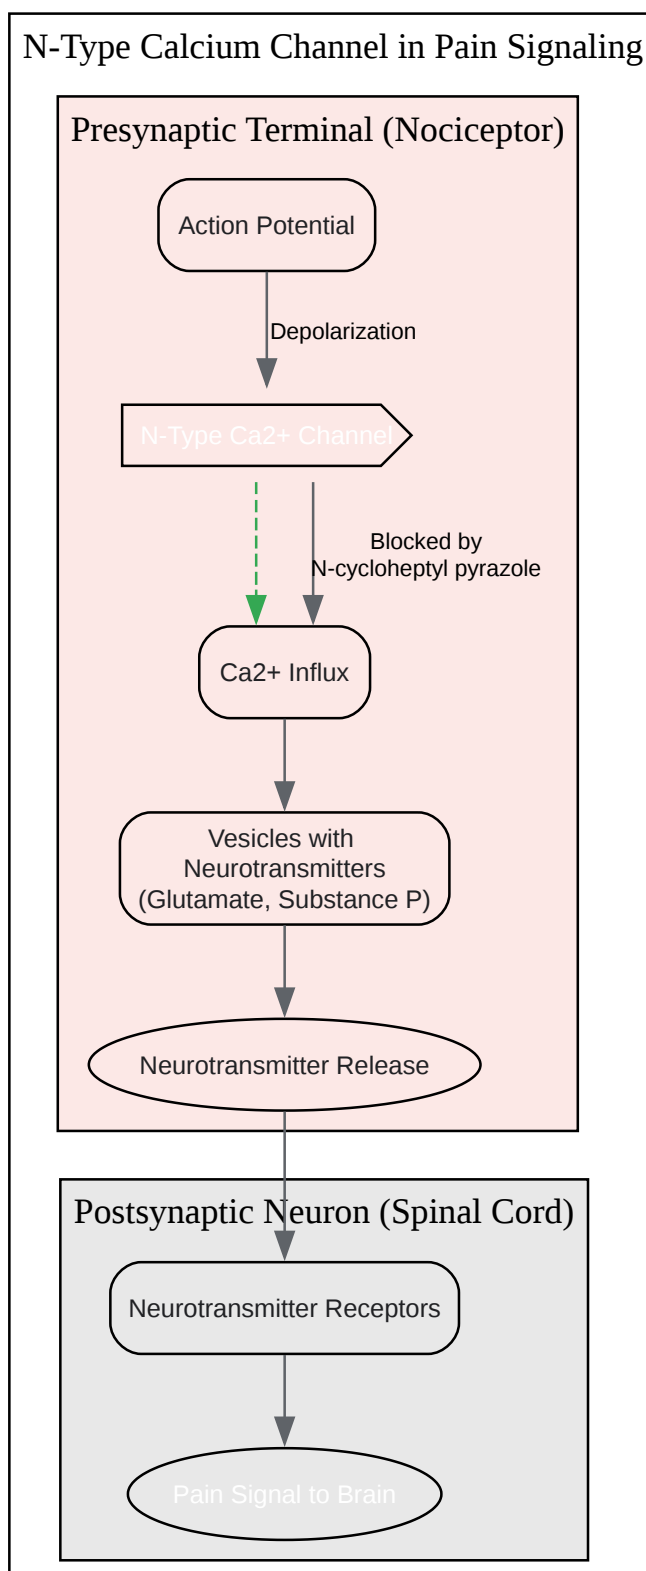 N-Type Calcium Channel in Pain Signaling
Presynaptic Terminal (Nociceptor)
Action Potential
Depolarization
N-Type Ca2+ Channel
Blocked by
N-cycloheptyl pyrazole
Ca2+ Influx
Vesicles with
Neurotransmitters
(Glutamate, Substance P)
Neurotransmitter Release
Postsynaptic Neuron (Spinal Cord)
Neurotransmitter Receptors
Pain Signal to Brain